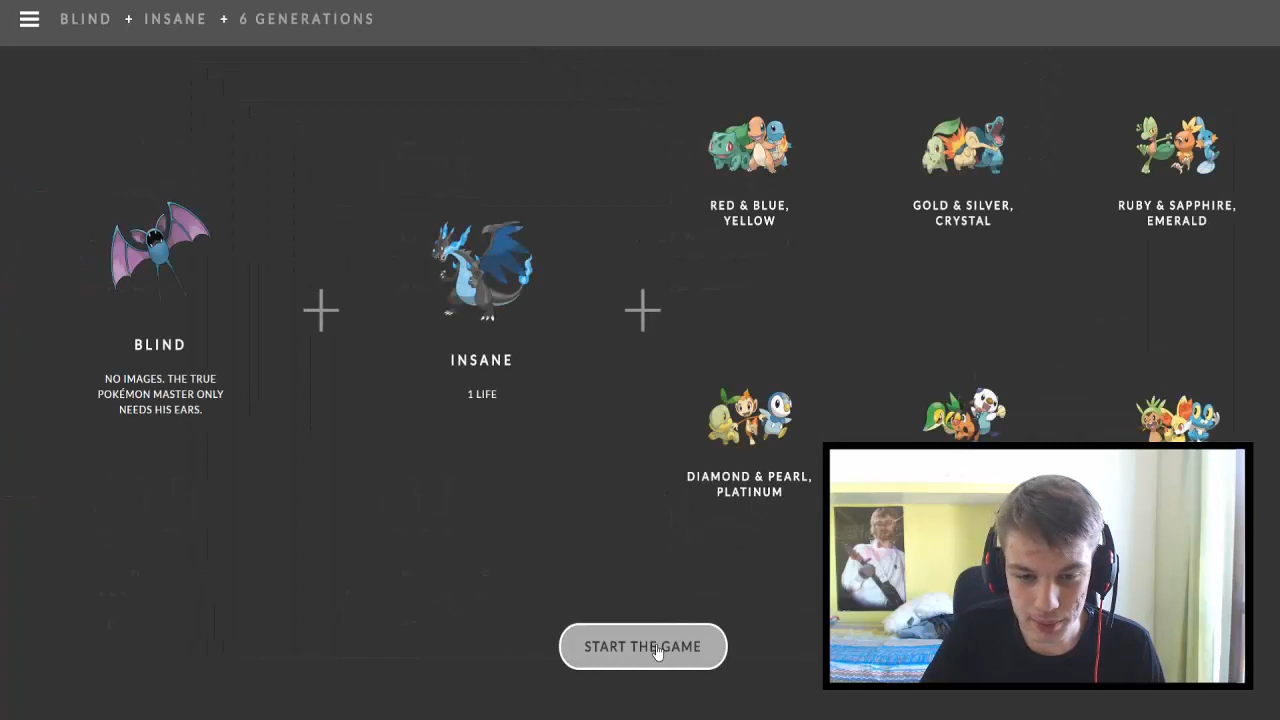 BLIND + INSANE + 6 GENERATIONS
RED & BLUE,
YELLOW
GOLD & SILVER,
CRYSTAL
RUBY & SAPPHIRE,
EMERALD
BLIND
NO IMAGES. THE TRUE
POKÉMON MASTER ONLY
NEEDS HIS EARS.
INSANE
1 LIFE
DIAMOND & PEARL,
PLATINUM
START THE GAME